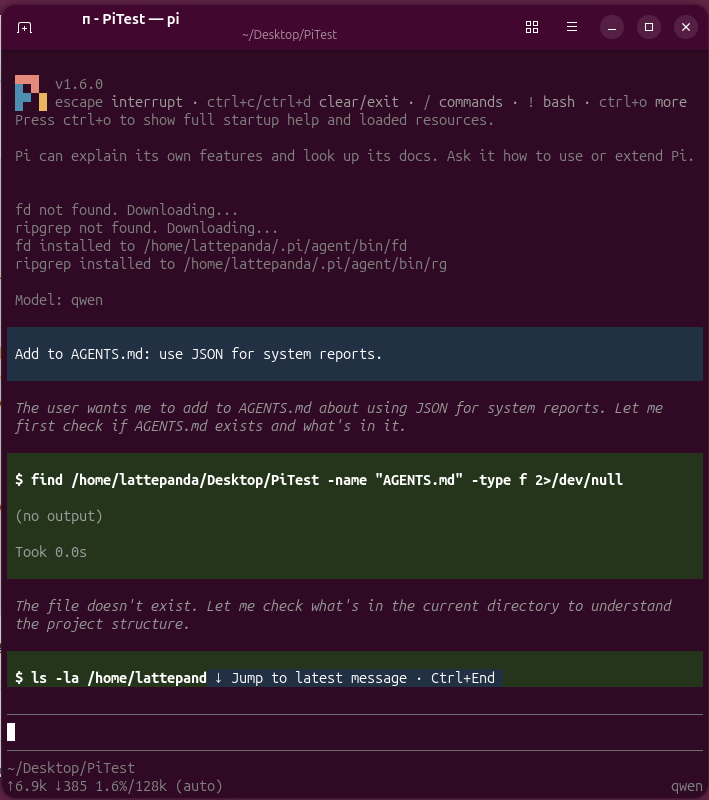 π - PiTest — pi
~/Desktop/PiTest
v1.6.0
escape interrupt · ctrl+c/ctrl+d clear/exit · / commands · ! bash · ctrl+o more
Press ctrl+o to show full startup help and loaded resources.
Pi can explain its own features and look up its docs. Ask it how to use or extend Pi.
fd not found. Downloading...
ripgrep not found. Downloading...
fd installed to /home/lattepanda/.pi/agent/bin/fd
ripgrep installed to /home/lattepanda/.pi/agent/bin/rg
Model: qwen
Add to AGENTS.md: use JSON for system reports.
The user wants me to add to AGENTS.md about using JSON for system reports. Let me
first check if AGENTS.md exists and what's in it.
$ find /home/lattepanda/Desktop/PiTest -name "AGENTS.md" -type f 2>/dev/null
(no output)
Took 0.0s
The file doesn't exist. Let me check what's in the current directory to understand
the project structure.
$ ls -la /home/lattepand ↓ Jump to latest message · Ctrl+End
~/Desktop/PiTest
↑6.9k ↓385 1.6%/128k (auto) qwen